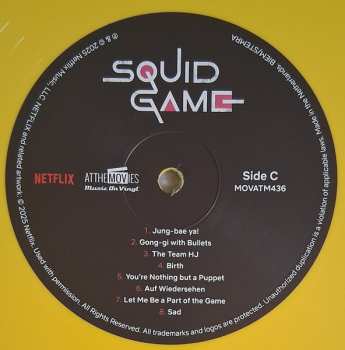 ℗ & © 2025 Netflix Music, LLC. NETFLIX and related artwork: © 2025 Netflix. Used with permission. All Rights Reserved. All trademarks and logos are protected. Unauthorized duplication is a violation of applicable laws. Made in the Netherlands. BIEM/STEMRA
SQUID
GAME
NETFLIX
ATTHEMOVIES
Music On Vinyl
Side C
MOVATM436
1. Jung-bae ya!
2. Gong-gi with Bullets
3. The Team HJ
4. Birth
5. You're Nothing but a Puppet
6. Auf Wiedersehen
7. Let Me Be a Part of the Game
8. Sad